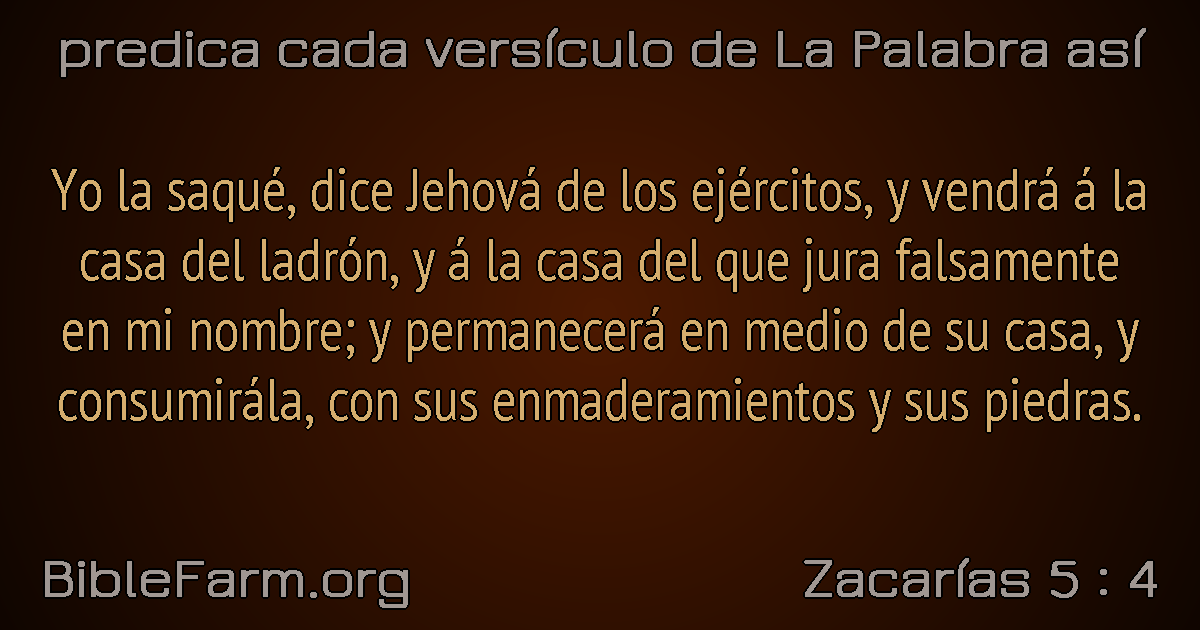 predica cada versículo de La Palabra así
Yo la saqué, dice Jehová de los ejércitos, y vendrá á la
casa del ladrón, y á la casa del que jura falsamente
en mi nombre; y permanecerá en medio de su casa, y
consumirála, con sus enmaderamientos y sus piedras.
BibleFarm.org
Zacarías 5 : 4